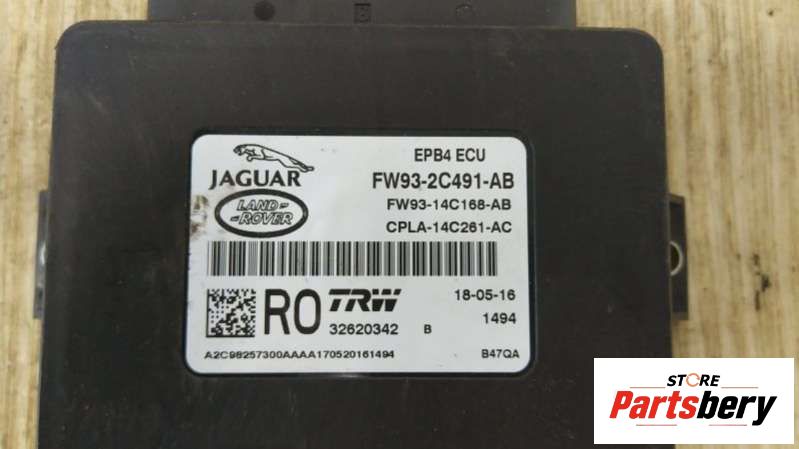 EPB4 ECU
JAGUAR
FW93-2C491-AB
LAND-
-ROVER
FW93-14C168-AB
CPLA-14C261-AC
RO TRW
18-05-16
32620342 B
1494
A2C98257300AAAA170520161494
B47QA
STORE
Partsbery